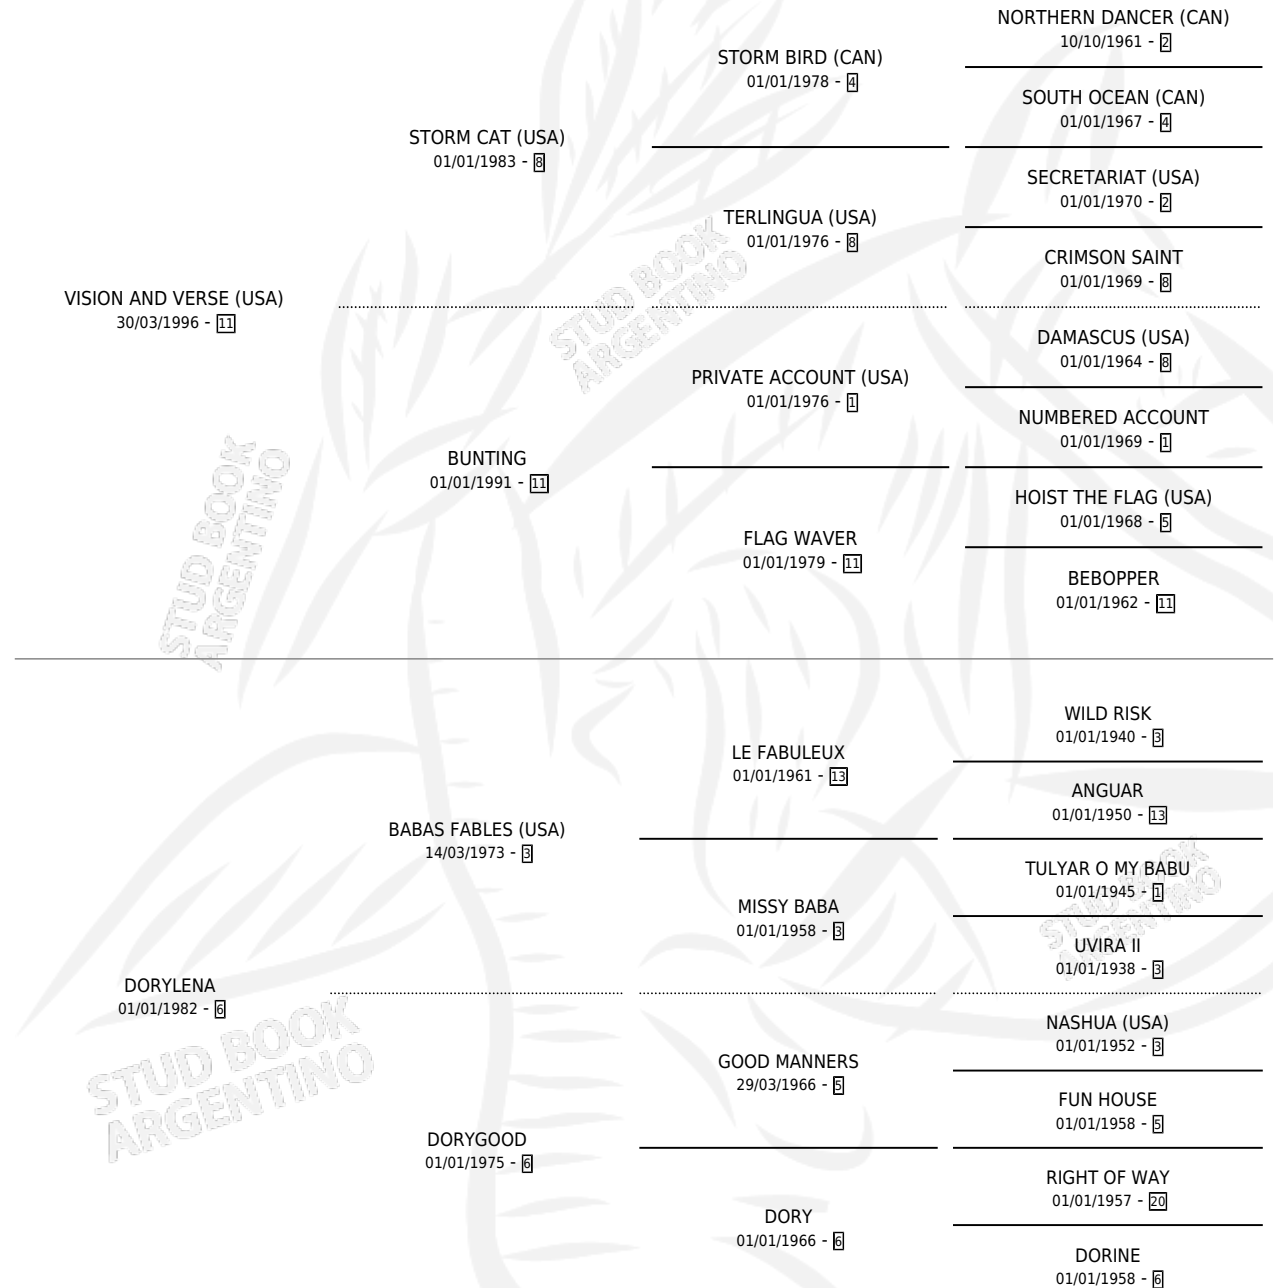 NORTHERN DANCER (CAN)
10/10/1961 - 2
STORM BIRD (CAN)
01/01/1978 - 4
SOUTH OCEAN (CAN)
01/01/1967 - 4
STORM CAT (USA)
01/01/1983 - 8
SECRETARIAT (USA)
01/01/1970 - 2
TERLINGUA (USA)
01/01/1976 - 8
CRIMSON SAINT
01/01/1969 - 8
VISION AND VERSE (USA)
30/03/1996 - 11
DAMASCUS (USA)
01/01/1964 - 8
PRIVATE ACCOUNT (USA)
01/01/1976 - 1
NUMBERED ACCOUNT
01/01/1969 - 1
BUNTING
01/01/1991 - 11
HOIST THE FLAG (USA)
01/01/1968 - 5
FLAG WAVER
01/01/1979 - 11
BEBOPPER
01/01/1962 - 11
WILD RISK
01/01/1940 - 3
LE FABULEUX
01/01/1961 - 13
ANGUAR
01/01/1950 - 13
BABAS FABLES (USA)
14/03/1973 - 3
TULYAR O MY BABU
01/01/1945 - 1
MISSY BABA
01/01/1958 - 3
UVIRA II
01/01/1938 - 3
DORYLENA
01/01/1982 - 6
NASHUA (USA)
01/01/1952 - 3
GOOD MANNERS
29/03/1966 - 5
FUN HOUSE
01/01/1958 - 5
DORYGOOD
01/01/1975 - 6
RIGHT OF WAY
01/01/1957 - 20
DORY
01/01/1966 - 6
DORINE
01/01/1958 - 6
STUD BOOK
ARGENTINO
STUD BOOK
ARGENTINO
STUD BOOK
ARGENTINO
STUD BOOK
ARGENTINO